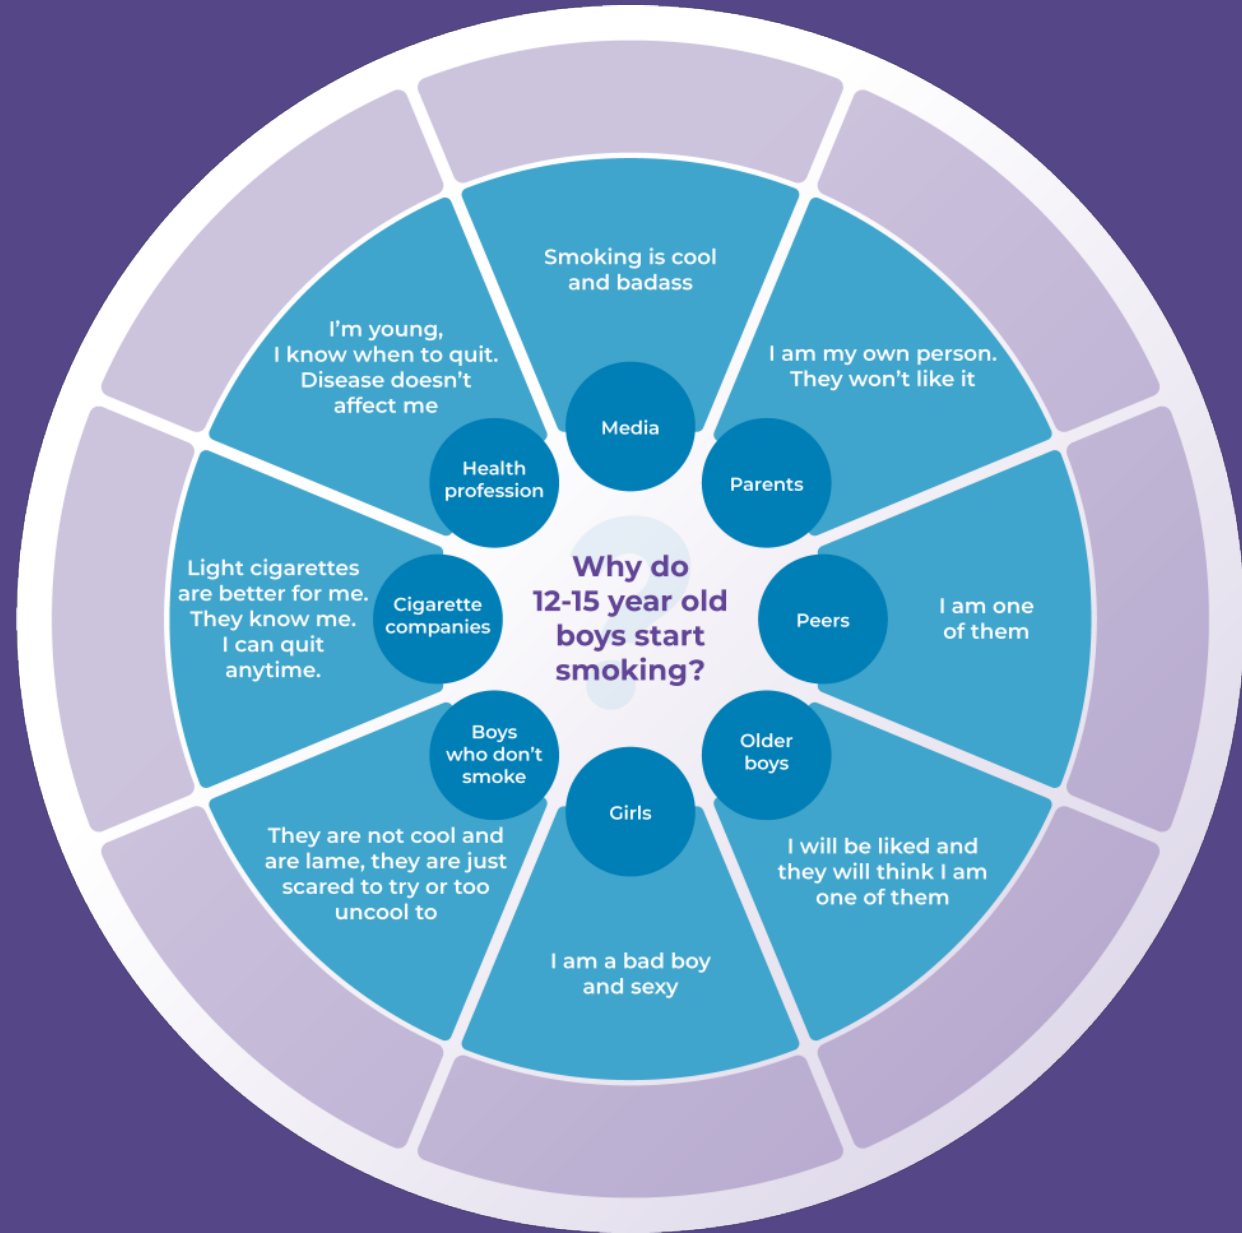 Why do
12-15 year old
boys start
smoking?
Media
Smoking is cool
and badass
Parents
I am my own person.
They won’t like it
Peers
I am one
of them
Older
boys
I will be liked and
they will think I am
one of them
Girls
I am a bad boy
and sexy
Boys
who don’t
smoke
They are not cool and
are lame, they are just
scared to try or too
uncool to
Cigarette
companies
Light cigarettes
are better for me.
They know me.
I can quit
anytime.
Health
profession
I’m young,
I know when to quit.
Disease doesn’t
affect me